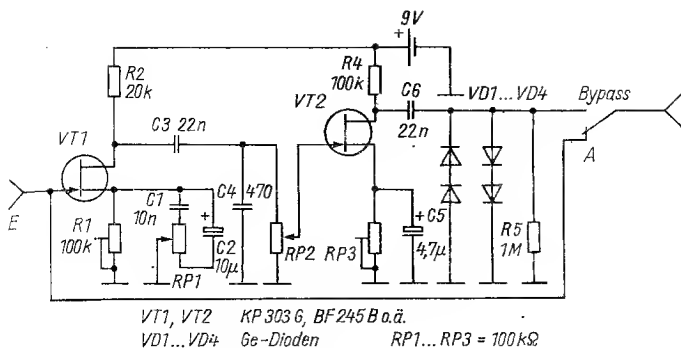 9V
+
R2
20k
R4
100k
C6
22n
VD1...VD4
Bypass
VT2
C3 22n
VT1
C1
10n
C4
470
+
E
R1
100k
C2
10µ
RP1
RP2
RP3
+
C5
4,7µ
R5
1M
A
VT1, VT2 KP 303 G, BF 245 B o.ä.
VD1...VD4 Ge-Dioden RP1...RP3 = 100kΩ